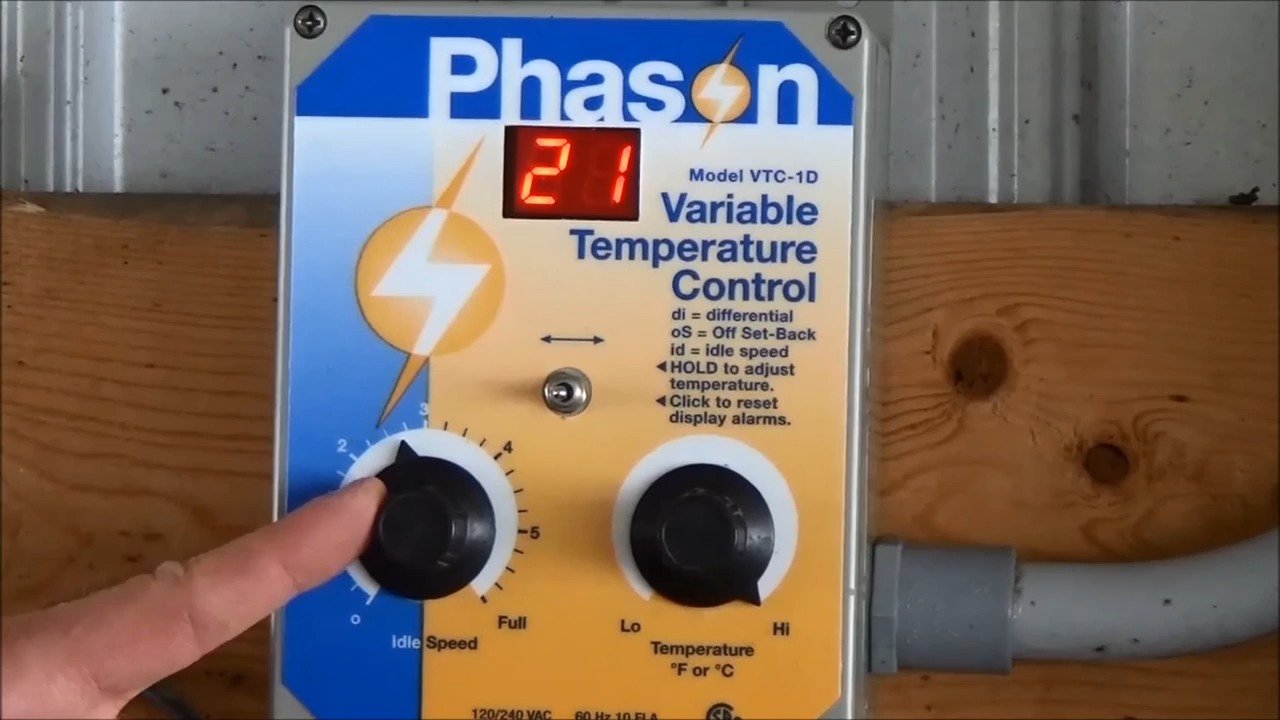 Phason
21
Model VTC-1D
Variable
Temperature
Control
di = differential
oS = Off Set-Back
id = idle speed
◄HOLD to adjust
temperature.
◄Click to reset
display alarms.
3
2
4
5
0
Full
Idle Speed
Lo
Hi
Temperature
°F or °C
120/240 VAC 60 Hz 10 FLA